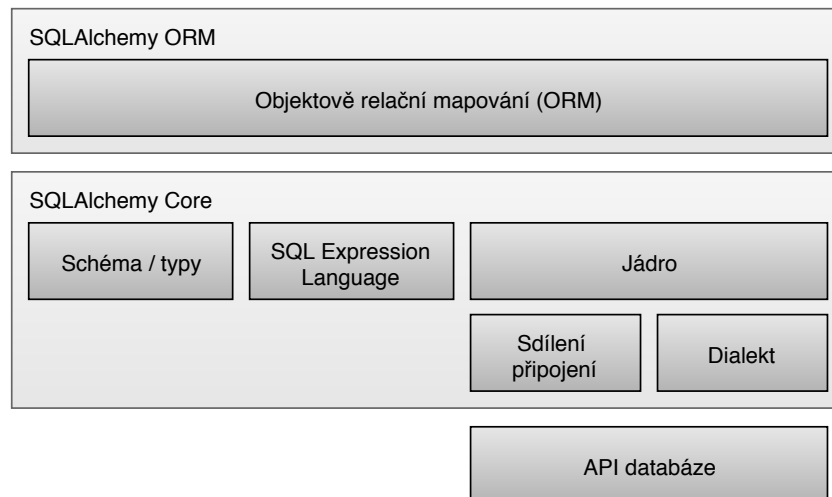 SQLAlchemy ORM
Objektově relační mapování (ORM)
SQLAlchemy Core
Schéma / typy
SQL Expression
Language
Jádro
Sdílení
připojení
Dialekt
API databáze